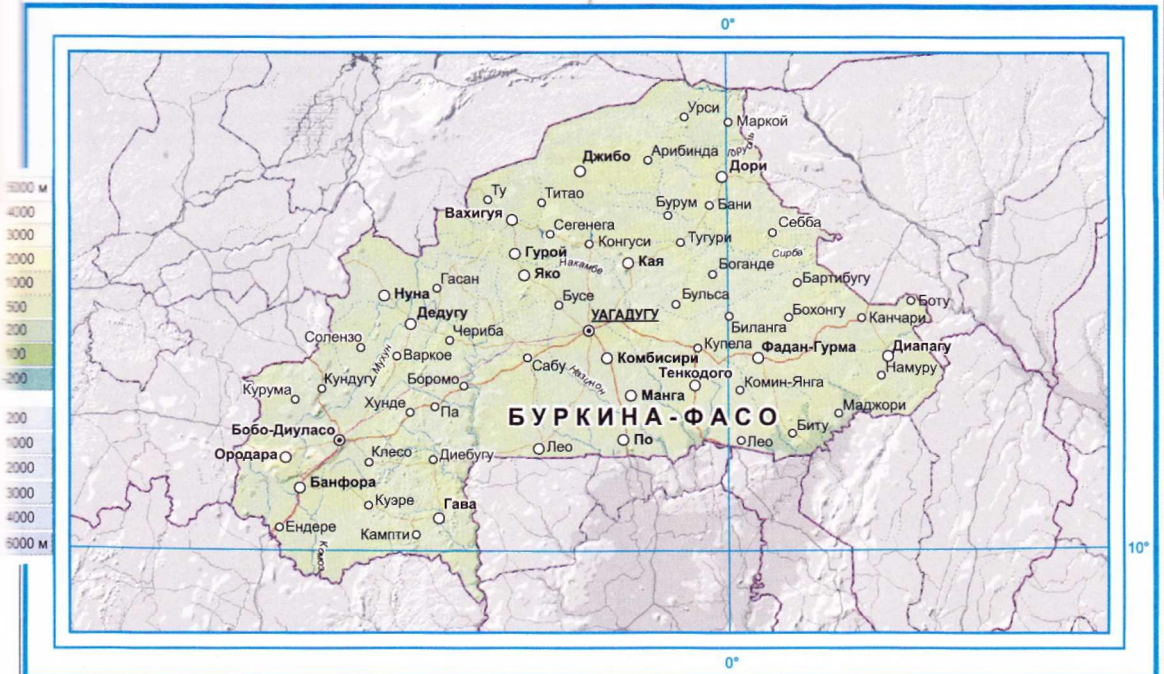 0°
Урси
Маркой
Джибо
Арибинда
Горуоль
Дори
Ту
Титао
Вахигуя
Бурум
Бани
Сегенега
Себба
Конгуси
Тугури
Гурой
Накамбе
Кая
Сирба
Яко
Боганде
Гасан
Бартибугу
Нуна
Бусе
Бульса
Боту
Дедугу
УАГАДУГУ
Бохонгу
Канчари
Биланга
Солензо
Чериба
Мухун
Варкое
Купела
Фадан-Гурма
Диапагу
Сабу
Комбисири
Намуру
Курума
Кундугу
Боромо
Назинон
Тенкодого
Комин-Янга
Хунде
Па
Манга
Маджори
БУРКИНА-ФАСО
Бобо-Диуласо
По
Лео
Биту
Ородара
Клесо
Диебугу
Лео
Банфора
Куэре
Гава
Ендере
Кампти
Комоэ
10°
0°
5000 м
4000
3000
2000
1000
500
200
100
-200
200
1000
2000
3000
4000
6000 м